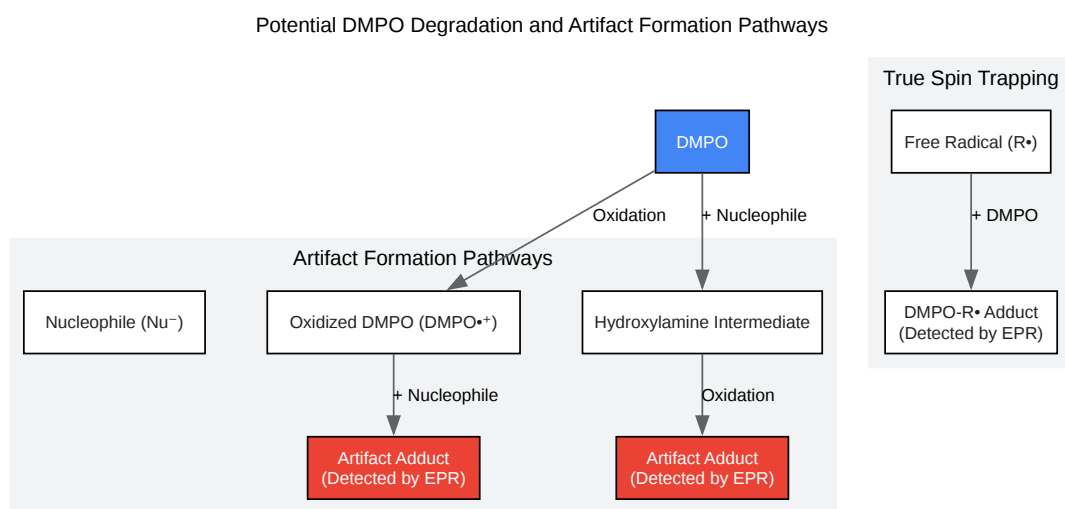 Potential DMPO Degradation and Artifact Formation Pathways
True Spin Trapping
DMPO
Free Radical (R•)
Oxidation
+ Nucleophile
+ DMPO
Artifact Formation Pathways
Nucleophile (Nu⁻)
Oxidized DMPO (DMPO•⁺)
Hydroxylamine Intermediate
DMPO-R• Adduct
(Detected by EPR)
+ Nucleophile
Oxidation
Artifact Adduct
(Detected by EPR)
Artifact Adduct
(Detected by EPR)